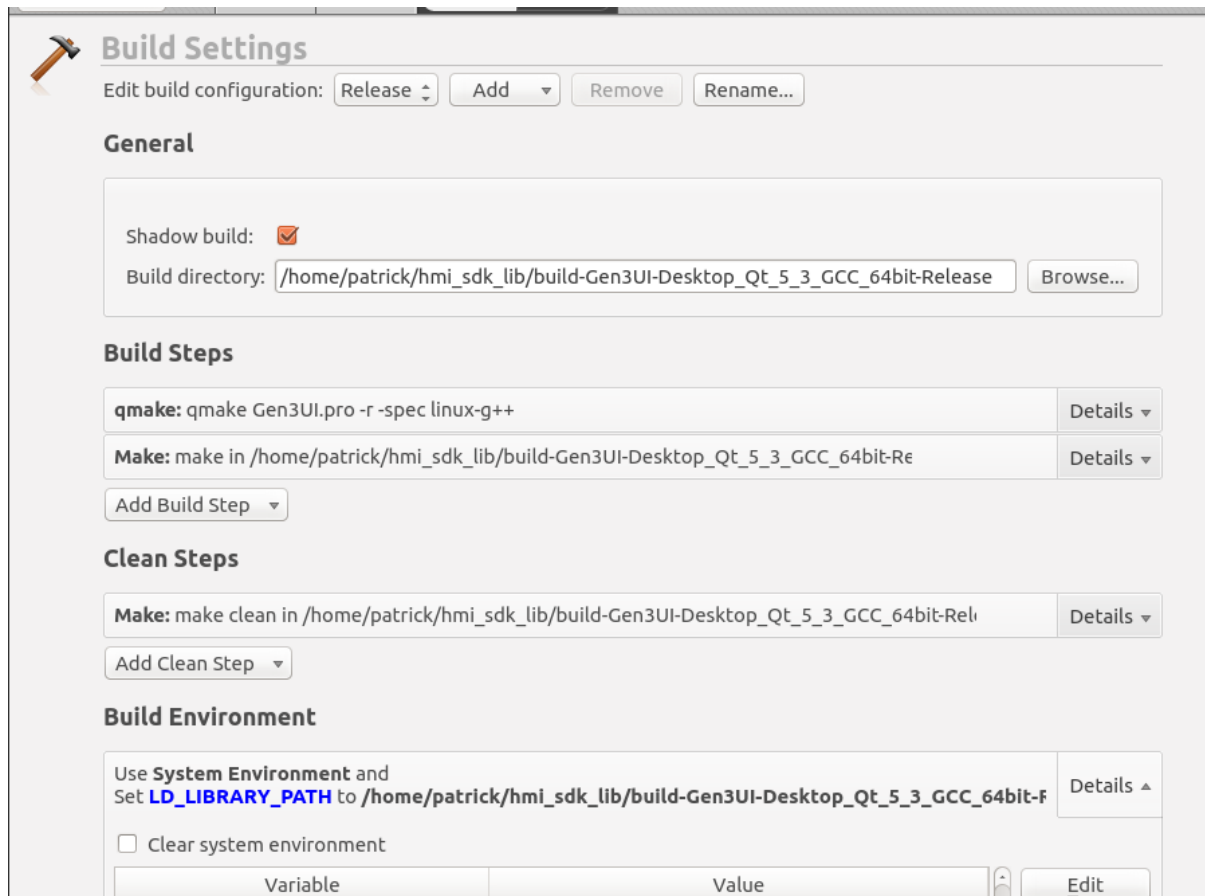 Build Settings
Edit build configuration: Release Add Remove Rename...
General
Shadow build:
Build directory: /home/patrick/hmi_sdk_lib/build-Gen3UI-Desktop_Qt_5_3_GCC_64bit-Release Browse...
Build Steps
qmake: qmake Gen3UI.pro -r -spec linux-g++ Details
Make: make in /home/patrick/hmi_sdk_lib/build-Gen3UI-Desktop_Qt_5_3_GCC_64bit-Re Details
Add Build Step
Clean Steps
Make: make clean in /home/patrick/hmi_sdk_lib/build-Gen3UI-Desktop_Qt_5_3_GCC_64bit-Rel Details
Add Clean Step
Build Environment
Use System Environment and
Set LD_LIBRARY_PATH to /home/patrick/hmi_sdk_lib/build-Gen3UI-Desktop_Qt_5_3_GCC_64bit-R Details
Clear system environment
Variable Value Edit